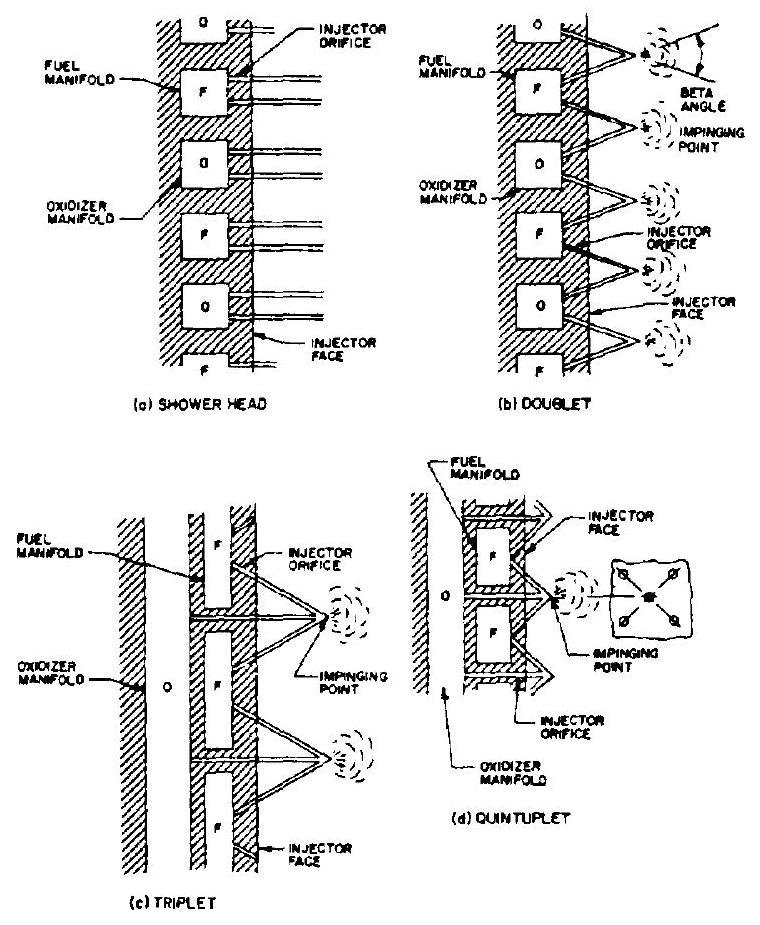 O
INJECTOR
ORIFICE
FUEL
MANIFOLD
F
O
OXIDIZER
MANIFOLD
F
O
INJECTOR
FACE
F
(a) SHOWER HEAD
O
FUEL
MANIFOLD
F
BETA
ANGLE
IMPINGING
POINT
O
OXIDIZER
MANIFOLD
F
INJECTOR
ORIFICE
O
INJECTOR
FACE
F
(b) DOUBLET
FUEL
MANIFOLD
F
INJECTOR
ORIFICE
OXIDIZER
MANIFOLD
O
F
IMPINGING
POINT
F
INJECTOR
FACE
(c) TRIPLET
FUEL
MANIFOLD
INJECTOR
FACE
F
O
F
IMPINGING
POINT
INJECTOR
ORIFICE
OXIDIZER
MANIFOLD
(d) QUINTUPLET